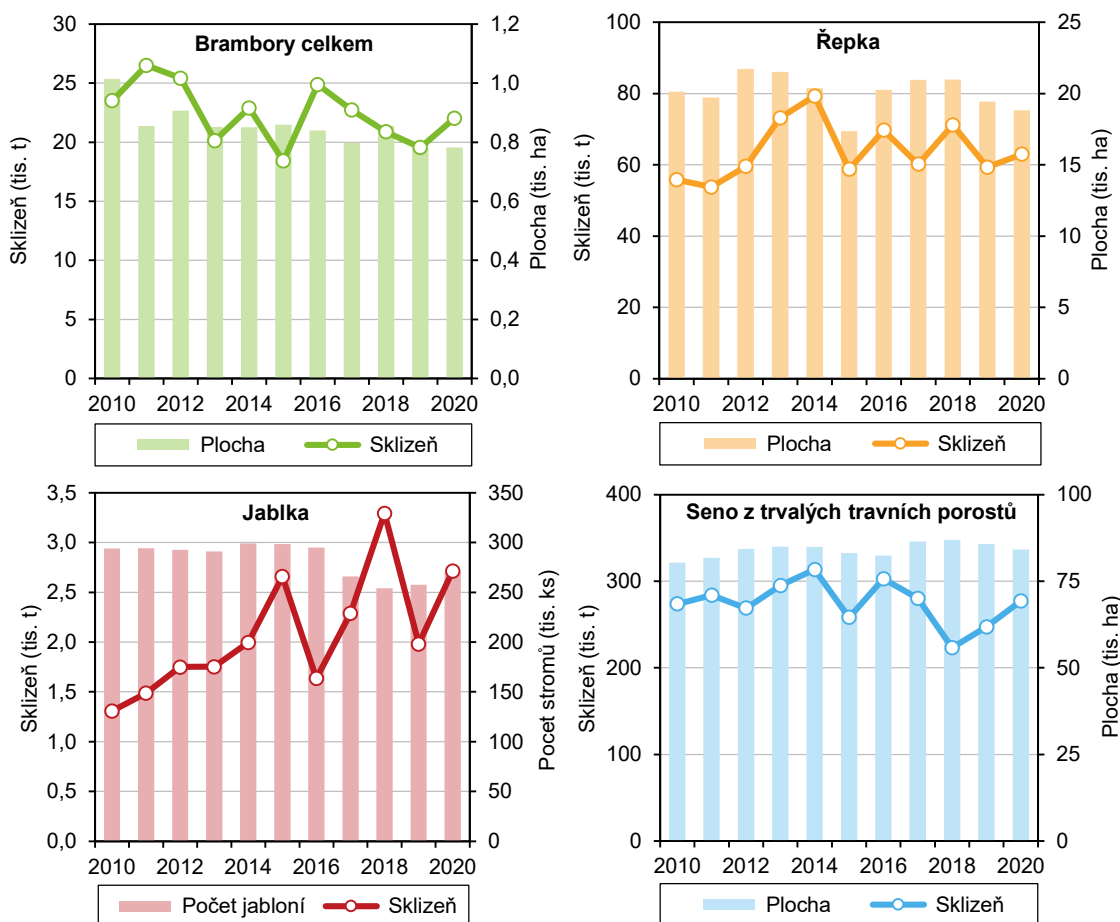 Brambory celkem
Sklizeň (tis. t)
30
25
20
15
10
5
0
Plocha (tis. ha)
1,2
1,0
0,8
0,6
0,4
0,2
0,0
2010 2012 2014 2016 2018 2020
Plocha Sklizeň
Řepka
Sklizeň (tis. t)
100
80
60
40
20
0
Plocha (tis. ha)
25
20
15
10
5
0
2010 2012 2014 2016 2018 2020
Plocha Sklizeň
Jablka
Sklizeň (tis. t)
3,5
3,0
2,5
2,0
1,5
1,0
0,5
0,0
Pocet stromů (tis. ks)
350
300
250
200
150
100
50
0
2010 2012 2014 2016 2018 2020
Počet jabloní Sklizeň
Seno z trvalých travních porostů
Sklizeň (tis. t)
400
300
200
100
0
Plocha (tis. ha)
100
75
50
25
0
2010 2012 2014 2016 2018 2020
Plocha Sklizeň